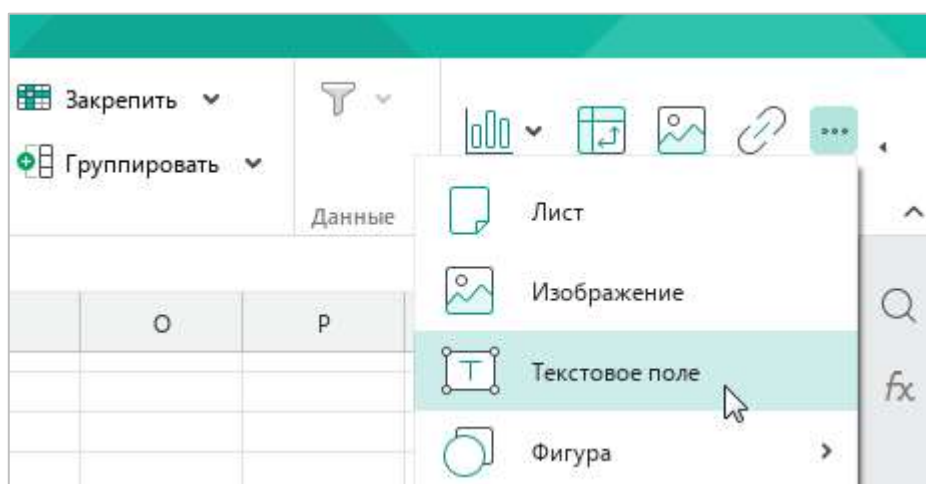 Закрепить
Группировать
Данные
Лист
Изображение
O P
Текстовое поле
fx
Фигура